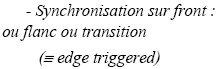 - Synchronisation sur front :
ou flanc ou transition
(≡ edge triggered)